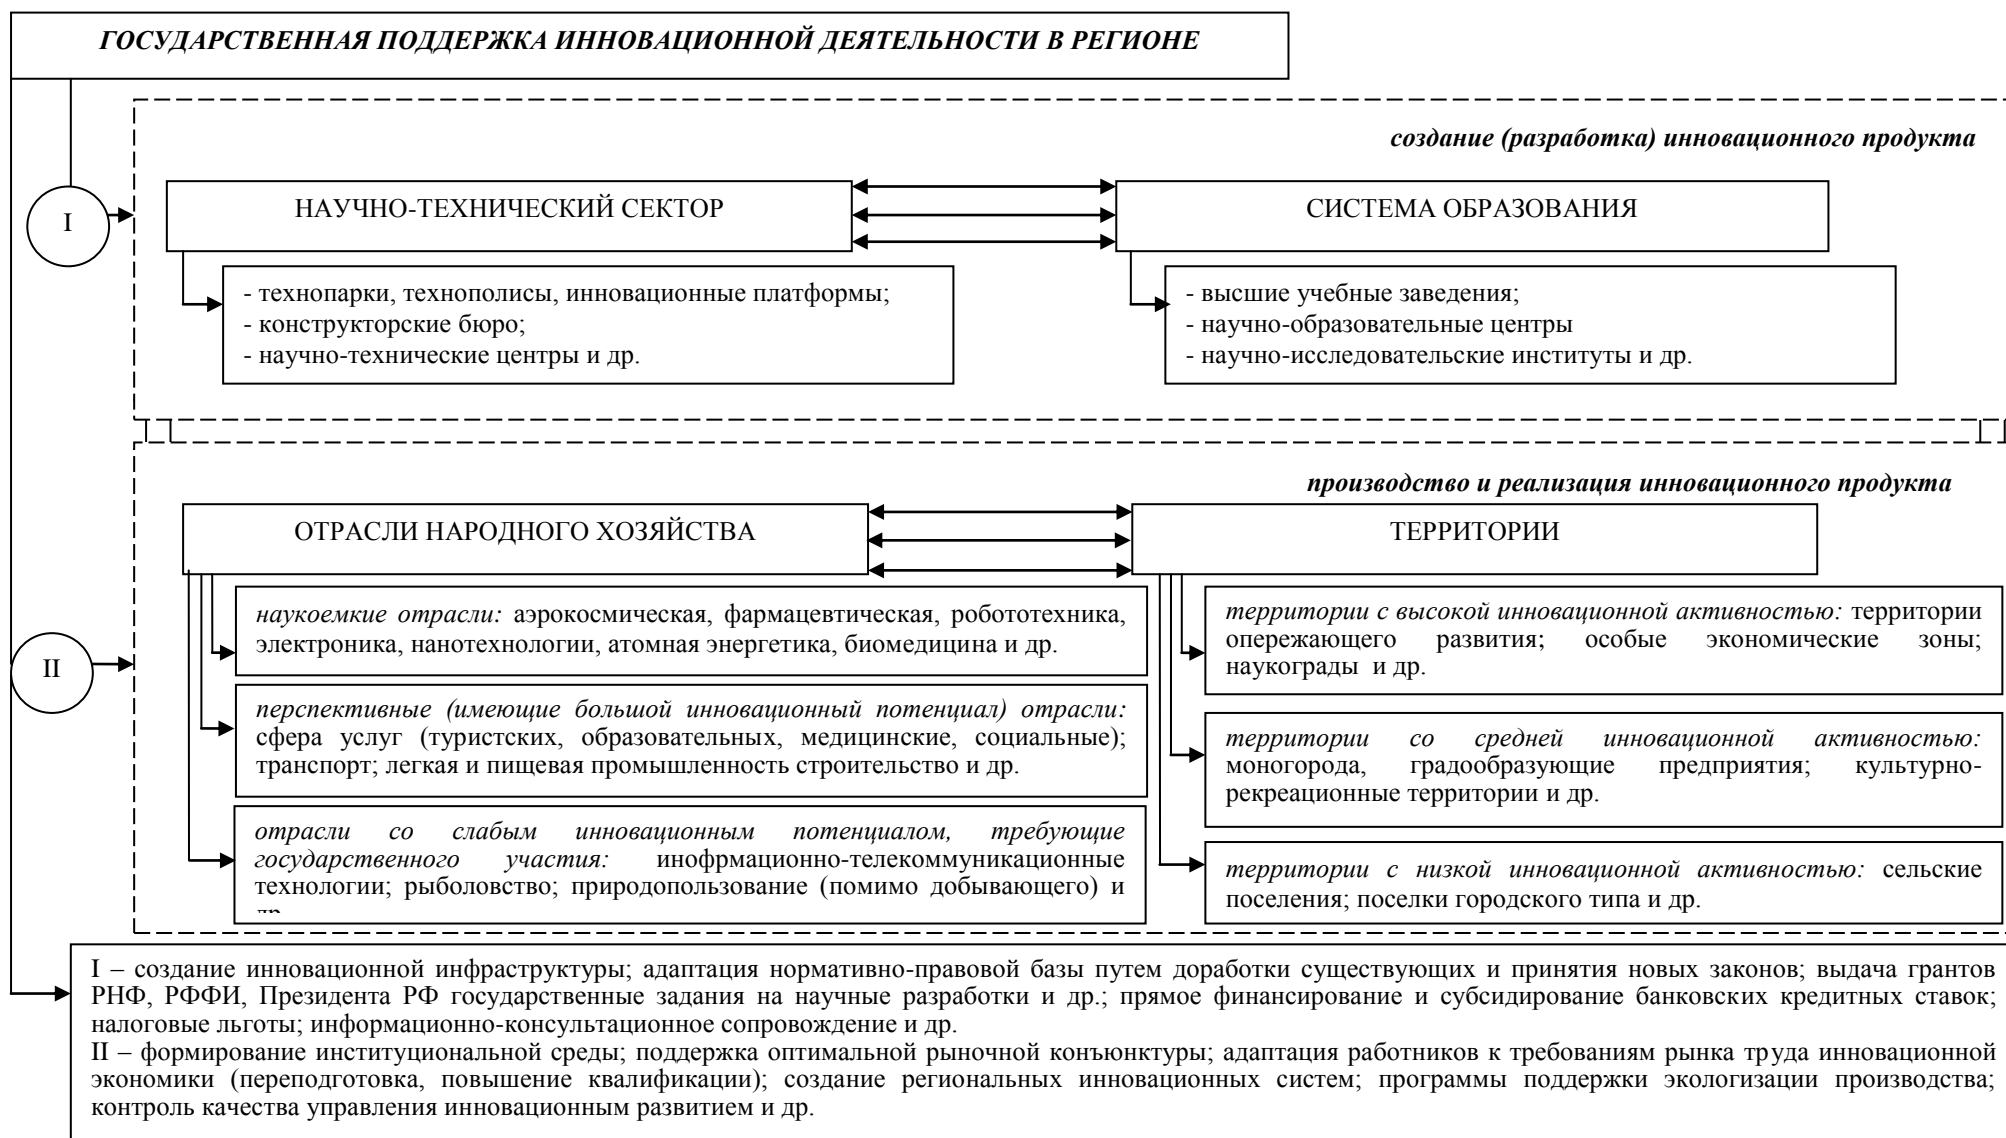 ГОСУДАРСТВЕННАЯ ПОДДЕРЖКА ИННОВАЦИОННОЙ ДЕЯТЕЛЬНОСТИ В РЕГИОНЕ
создание (разработка) инновационного продукта
I
НАУЧНО-ТЕХНИЧЕСКИЙ СЕКТОР
СИСТЕМА ОБРАЗОВАНИЯ
- технопарки, технополисы, инновационные платформы;
- конструкторские бюро;
- научно-технические центры и др.
- высшие учебные заведения;
- научно-образовательные центры
- научно-исследовательские институты и др.
производство и реализация инновационного продукта
II
ОТРАСЛИ НАРОДНОГО ХОЗЯЙСТВА
ТЕРРИТОРИИ
наукоемкие отрасли: аэрокосмическая, фармацевтическая, робототехника,
электроника, нанотехнологии, атомная энергетика, биомедицина и др.
перспективные (имеющие большой инновационный потенциал) отрасли:
сфера услуг (туристских, образовательных, медицинские, социальные);
транспорт; легкая и пищевая промышленность строительство и др.
отрасли со слабым инновационным потенциалом, требующие
государственного участия: инофрмационно-телекоммуникационные
технологии; рыболовство; природопользование (помимо добывающего) и
территории с высокой инновационной активностью: территории
опережающего развития; особые экономические зоны;
наукограды и др.
территории со средней инновационной активностью:
моногорода, градообразующие предприятия; культурно-
рекреационные территории и др.
территории с низкой инновационной активностью: сельские
поселения; поселки городского типа и др.
I – создание инновационной инфраструктуры; адаптация нормативно-правовой базы путем доработки существующих и принятия новых законов; выдача грантов
РНФ, РФФИ, Президента РФ государственные задания на научные разработки и др.; прямое финансирование и субсидирование банковских кредитных ставок;
налоговые льготы; информационно-консультационное сопровождение и др.
II – формирование институциональной среды; поддержка оптимальной рыночной конъюнктуры; адаптация работников к требованиям рынка труда инновационной
экономики (переподготовка, повышение квалификации); создание региональных инновационных систем; программы поддержки экологизации производства;
контроль качества управления инновационным развитием и др.